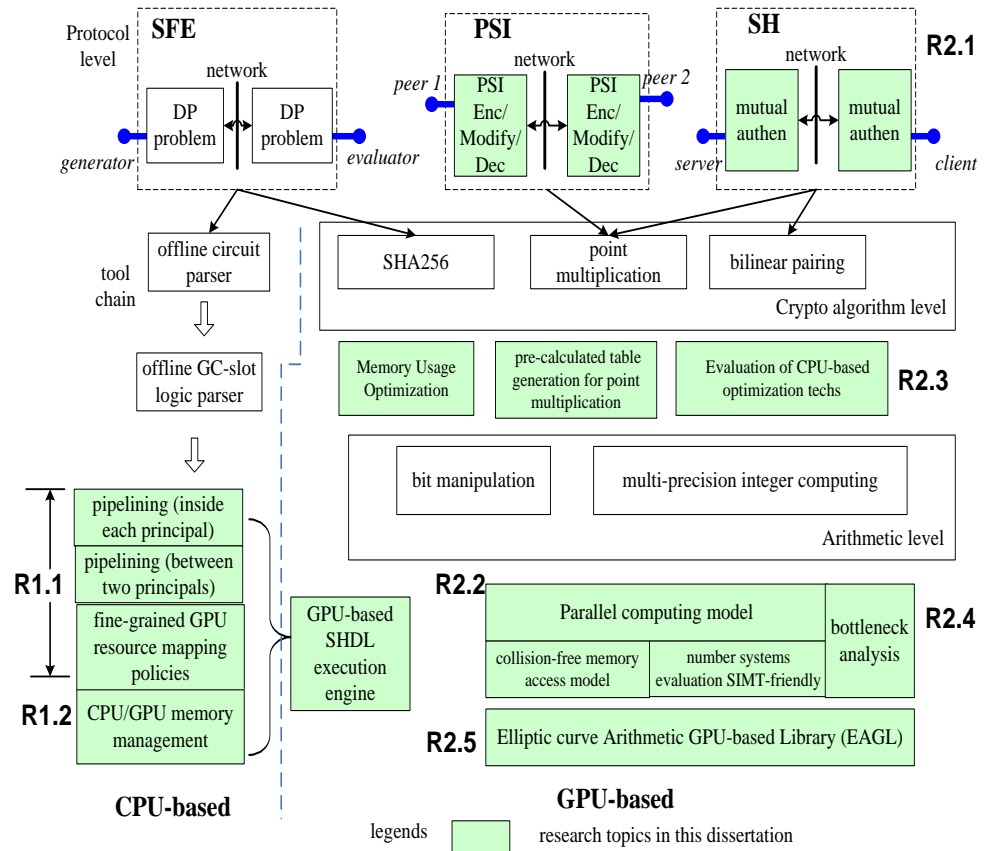 SFE
PSI
SH
R2.1
Protocol
level
network
DP
problem
DP
problem
generator
evaluator
peer 1
network
peer 2
PSI
Enc/
Modify/
Dec
PSI
Enc/
Modify/
Dec
network
mutual
authen
mutual
authen
server
client
tool
chain
offline circuit
parser
SHA256
point
multiplication
bilinear pairing
Crypto algorithm level
offline GC-slot
logic parser
Memory Usage
Optimization
pre-calculated table
generation for point
multiplication
Evaluation of CPU-based
optimization techs
R2.3
bit manipulation
multi-precision integer computing
Arithmetic level
R1.1
pipelining (inside
each principal)
pipelining (between
two principals)
fine-grained GPU
resource mapping
policies
R1.2
CPU/GPU memory
management
GPU-based
SHDL
execution
engine
R2.2
Parallel computing model
collision-free memory
access model
number systems
evaluation SIMT-friendly
bottleneck
analysis
R2.4
R2.5
Elliptic curve Arithmetic GPU-based Library (EAGL)
CPU-based
GPU-based
legends
research topics in this dissertation